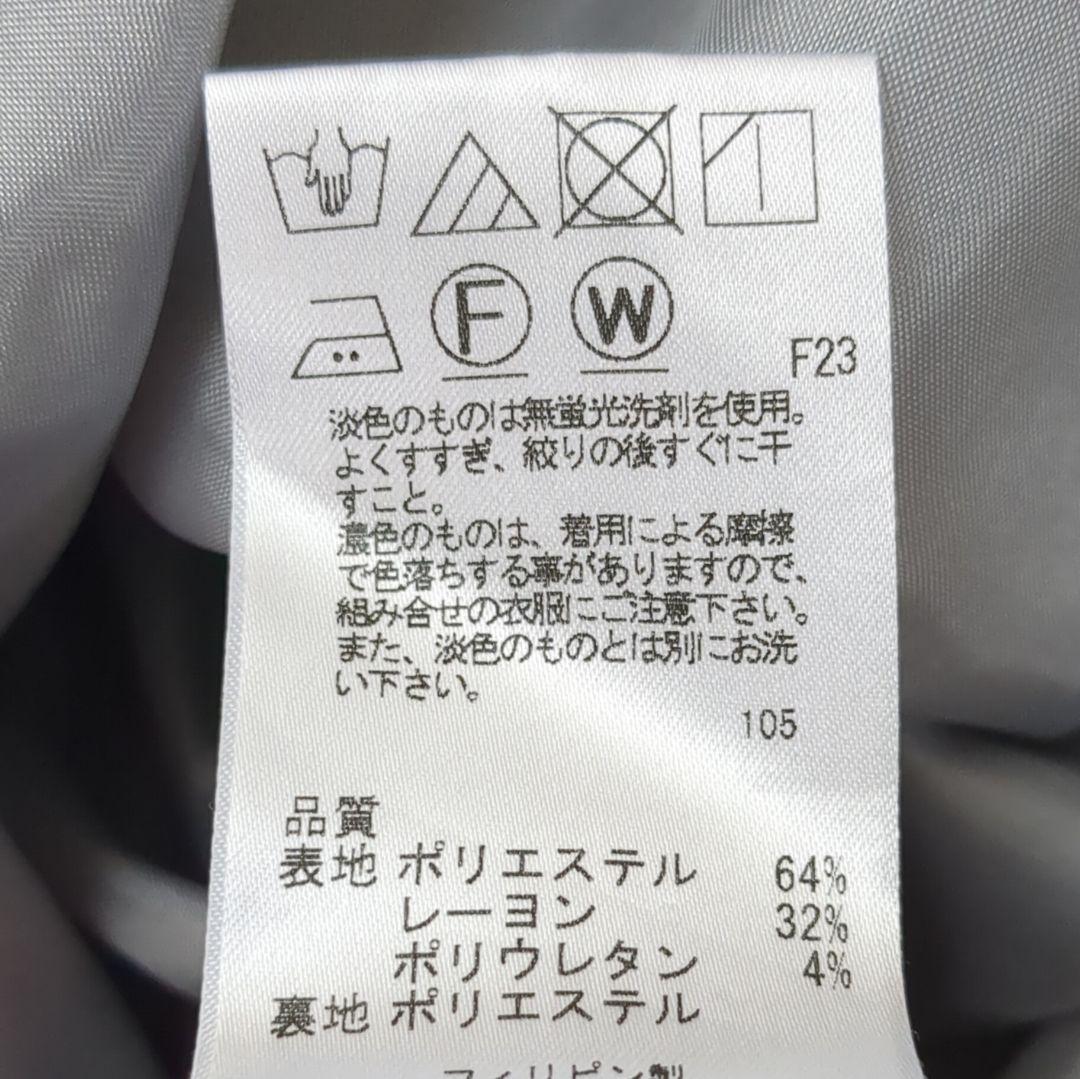 F W
F23
淡色のものは無蛍光洗剤を使用。
よくすすぎ、絞りの後すぐに干
すこと。
濃色のものは、着用による摩擦
で色落ちする事がありますので、
組み合せの衣服にご注意下さい。
また、淡色のものとは別にお洗
い下さい。
105
品質
表地 ポリエステル 64%
レーヨン 32%
ポリウレタン 4%
裏地 ポリエステル
フィリピン製